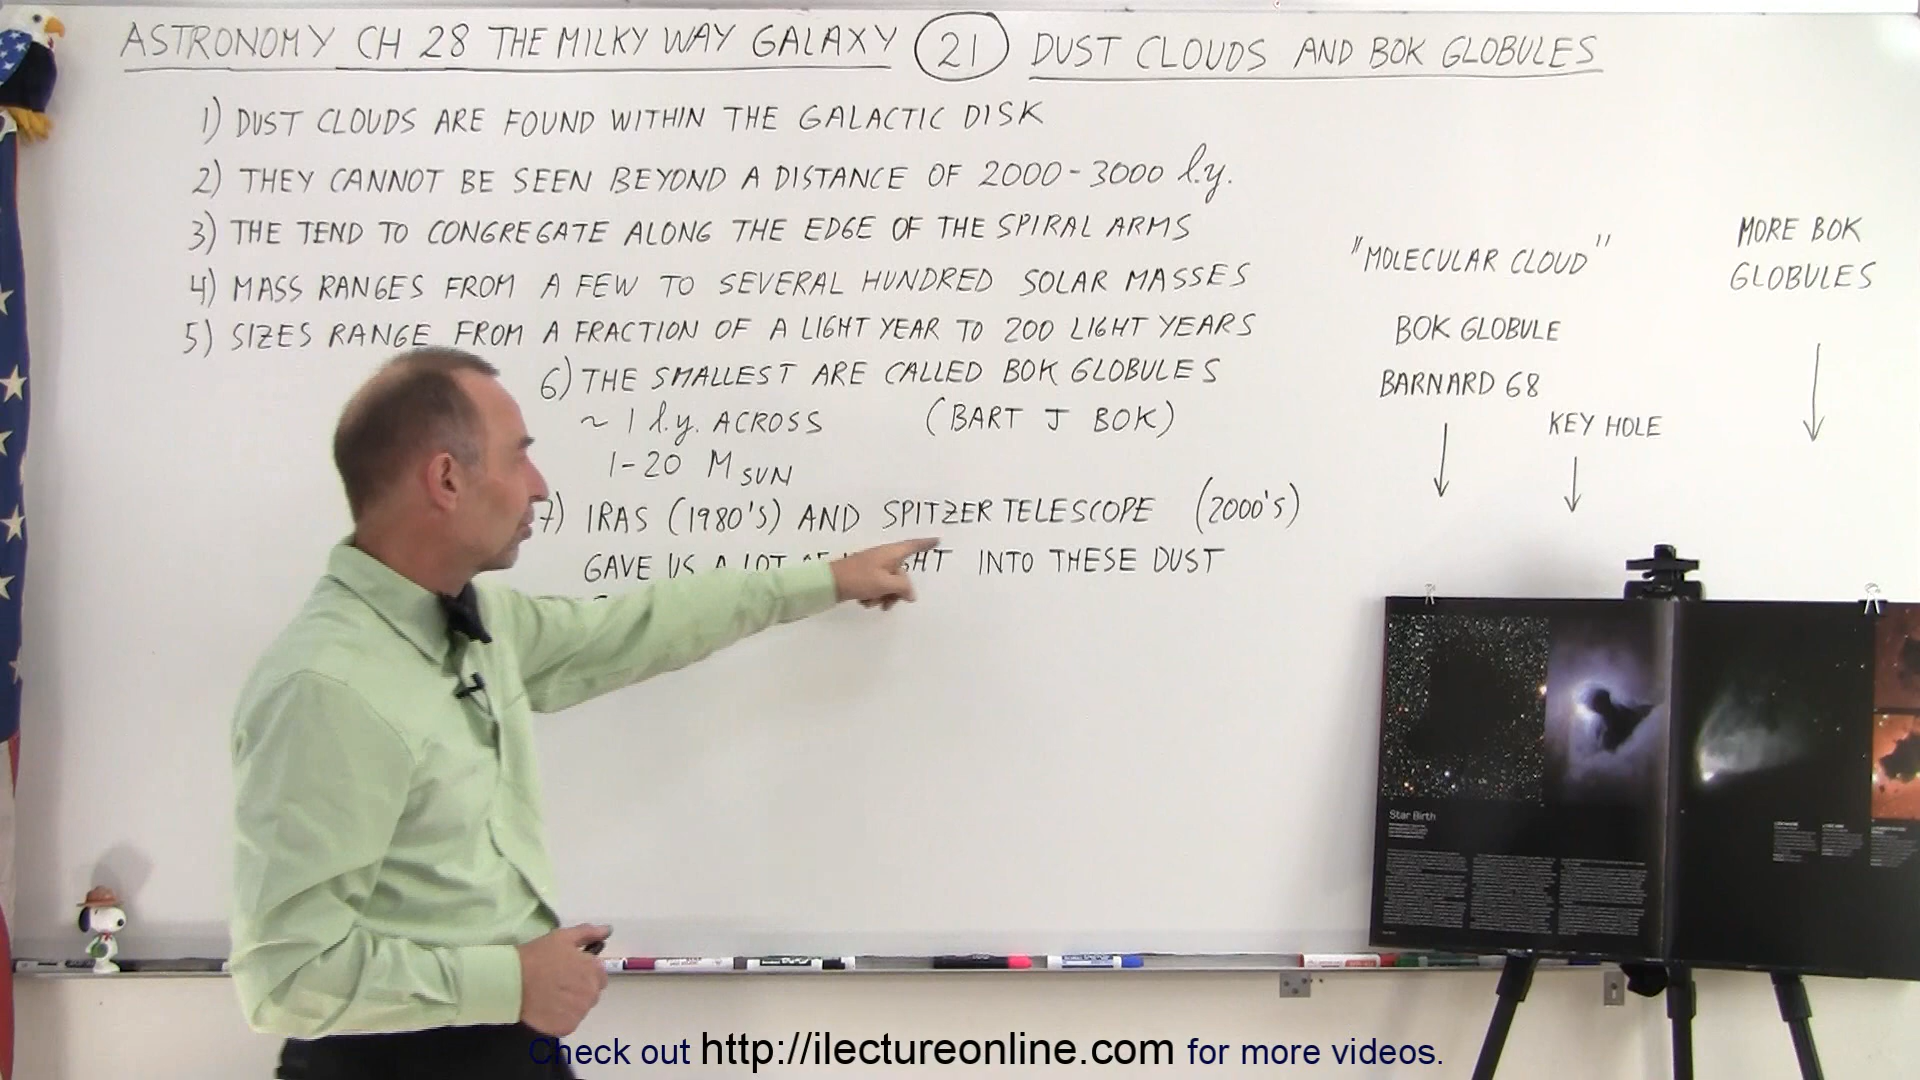 ASTRONOMY CH 28 THE MILKY WAY GALAXY 21 DUST CLOUDS AND BOK GLOBULES
1) DUST CLOUDS ARE FOUND WITHIN THE GALACTIC DISK
2) THEY CANNOT BE SEEN BEYOND A DISTANCE OF 2000-3000 l.y.
3) THE TEND TO CONGREGATE ALONG THE EDGE OF THE SPIRAL ARMS
4) MASS RANGES FROM A FEW TO SEVERAL HUNDRED SOLAR MASSES
5) SIZES RANGE FROM A FRACTION OF A LIGHT YEAR TO 200 LIGHT YEARS
6) THE SMALLEST ARE CALLED BOK GLOBULES
~ 1 l.y. ACROSS (BART J BOK)
1-20 M SUN
7) IRAS (1980'S) AND SPITZER TELESCOPE (2000's)
GAVE US A LOT INTO THESE DUST
"MOLECULAR CLOUD"
BOK GLOBULE
BARNARD 68
KEY HOLE
MORE BOK
GLOBULES
Star Birth
Check out http://ilectureonline.com for more videos.